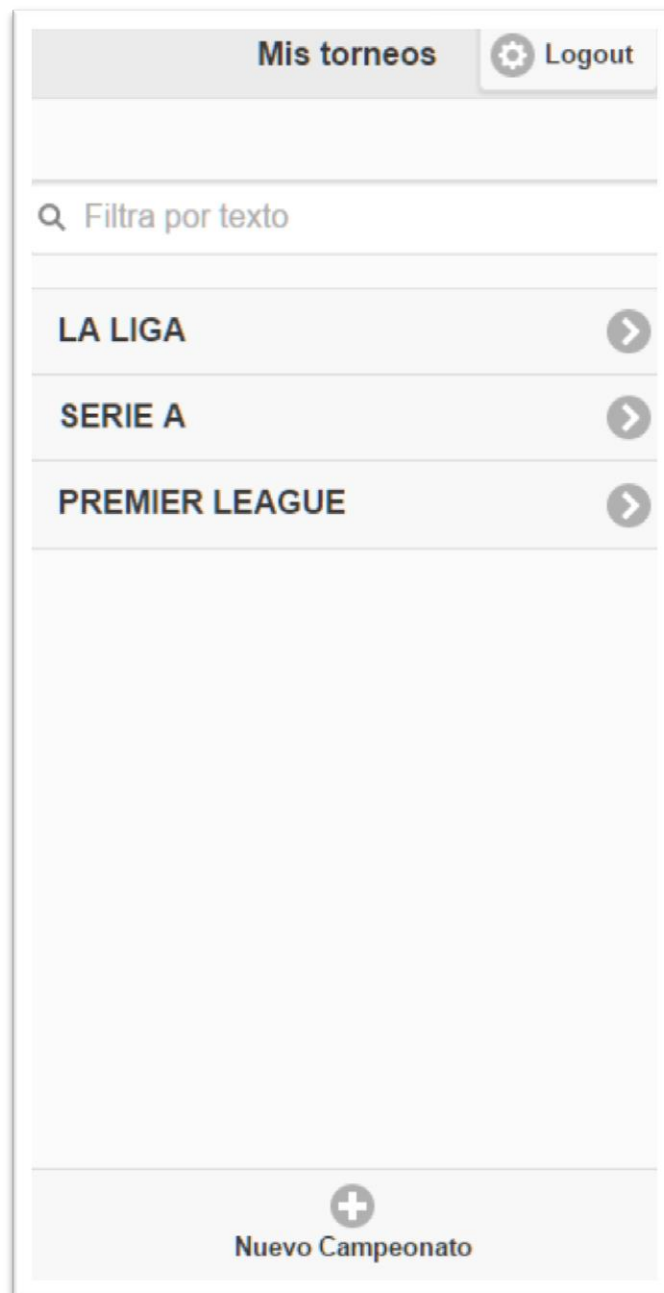 Mis torneos Logout
Filtra por texto
LA LIGA
SERIE A
PREMIER LEAGUE
Nuevo Campeonato